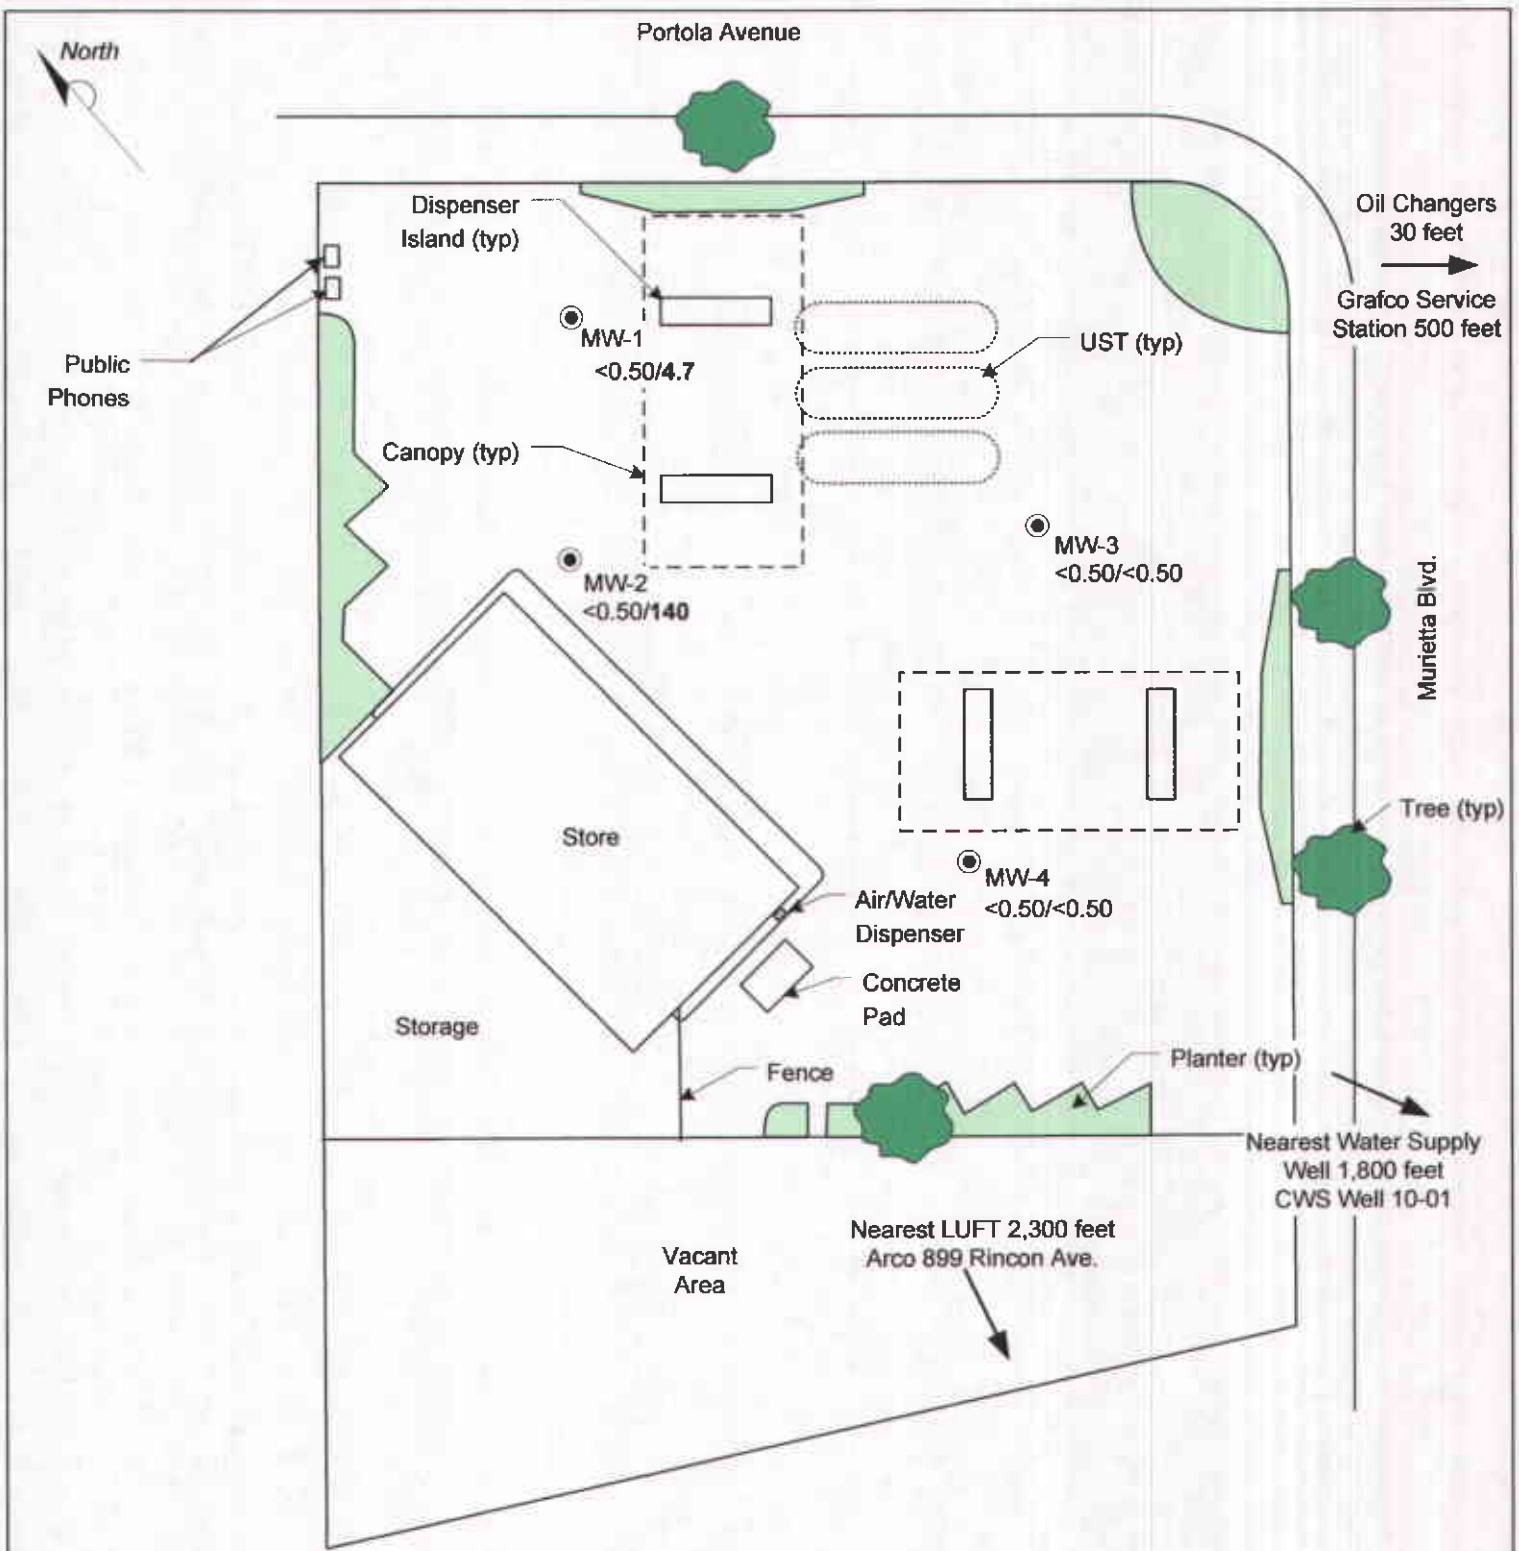 Portola Avenue
North
Oil Changers
30 feet
Grafco Service
Station 500 feet
Dispenser
Island (typ)
MW-1
<0.50/4.7
UST (typ)
Public
Phones
Canopy (typ)
MW-3
<0.50/<0.50
MW-2
<0.50/140
Murietta Blvd.
Tree (typ)
Store
MW-4
<0.50/<0.50
Air/Water
Dispenser
Concrete
Pad
Storage
Fence
Planter (typ)
Nearest Water Supply
Well 1,800 feet
CWS Well 10-01
Nearest LUFT 2,300 feet
Arco 899 Rincon Ave.
Vacant
Area